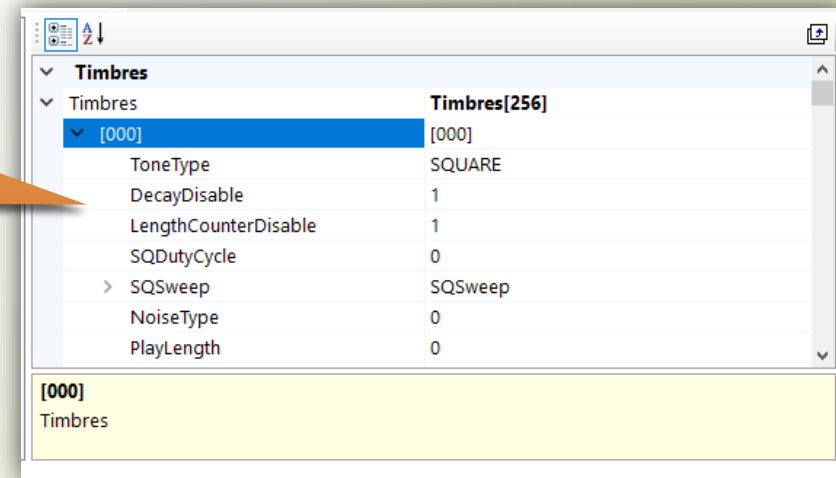 Timbres
Timbres Timbres[256]
[000] [000]
ToneType SQUARE
DecayDisable 1
LengthCounterDisable 1
SQDutyCycle 0
SQSweep SQSweep
NoiseType 0
PlayLength 0
[000]
Timbres